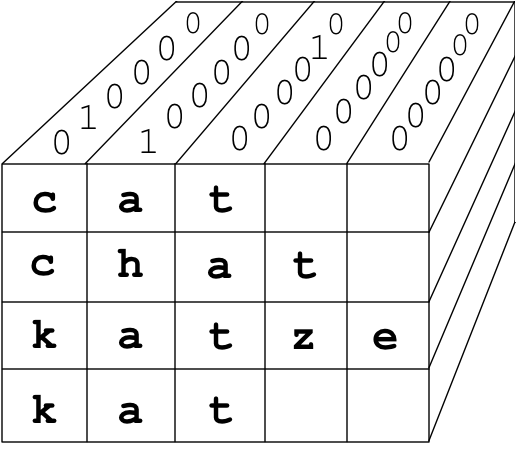 0 1 0 0 0 0
1 0 0 0 0 0
0 0 0 0 1 0
0 0 0 0 0 0
0 0 0 0 0 0
c a t
c h a t
k a t z e
k a t